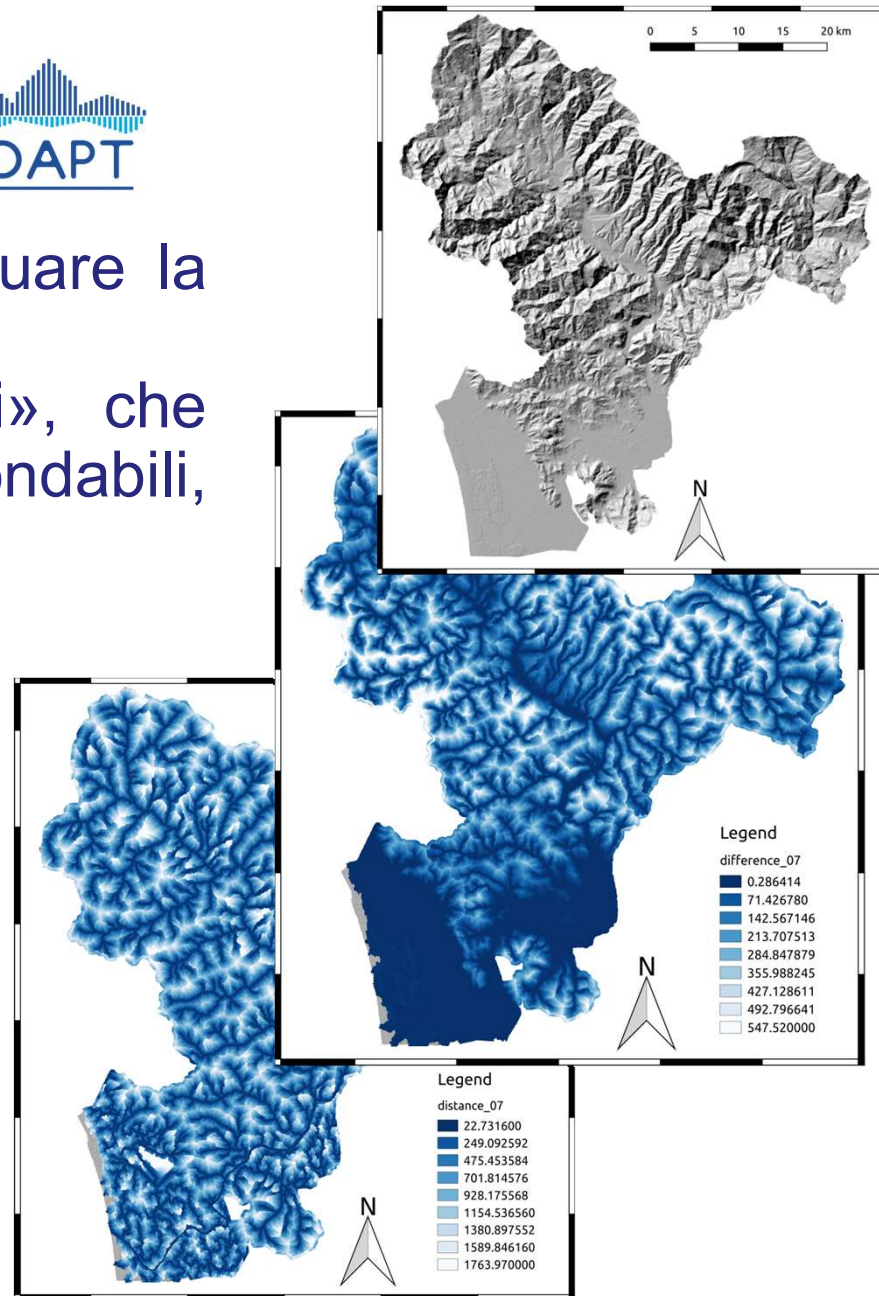 0 5 10 15 20 km
DAPT
uare la
i», che
ondabili,
N
Legend
difference_07
0.286414
71.426780
142.567146
213.707513
284.847879
355.988245
427.128611
492.796641
547.520000
N
Legend
distance_07
22.731600
249.092592
475.453584
701.814576
928.175568
1154.536560
1380.897552
1589.846160
1763.970000
N